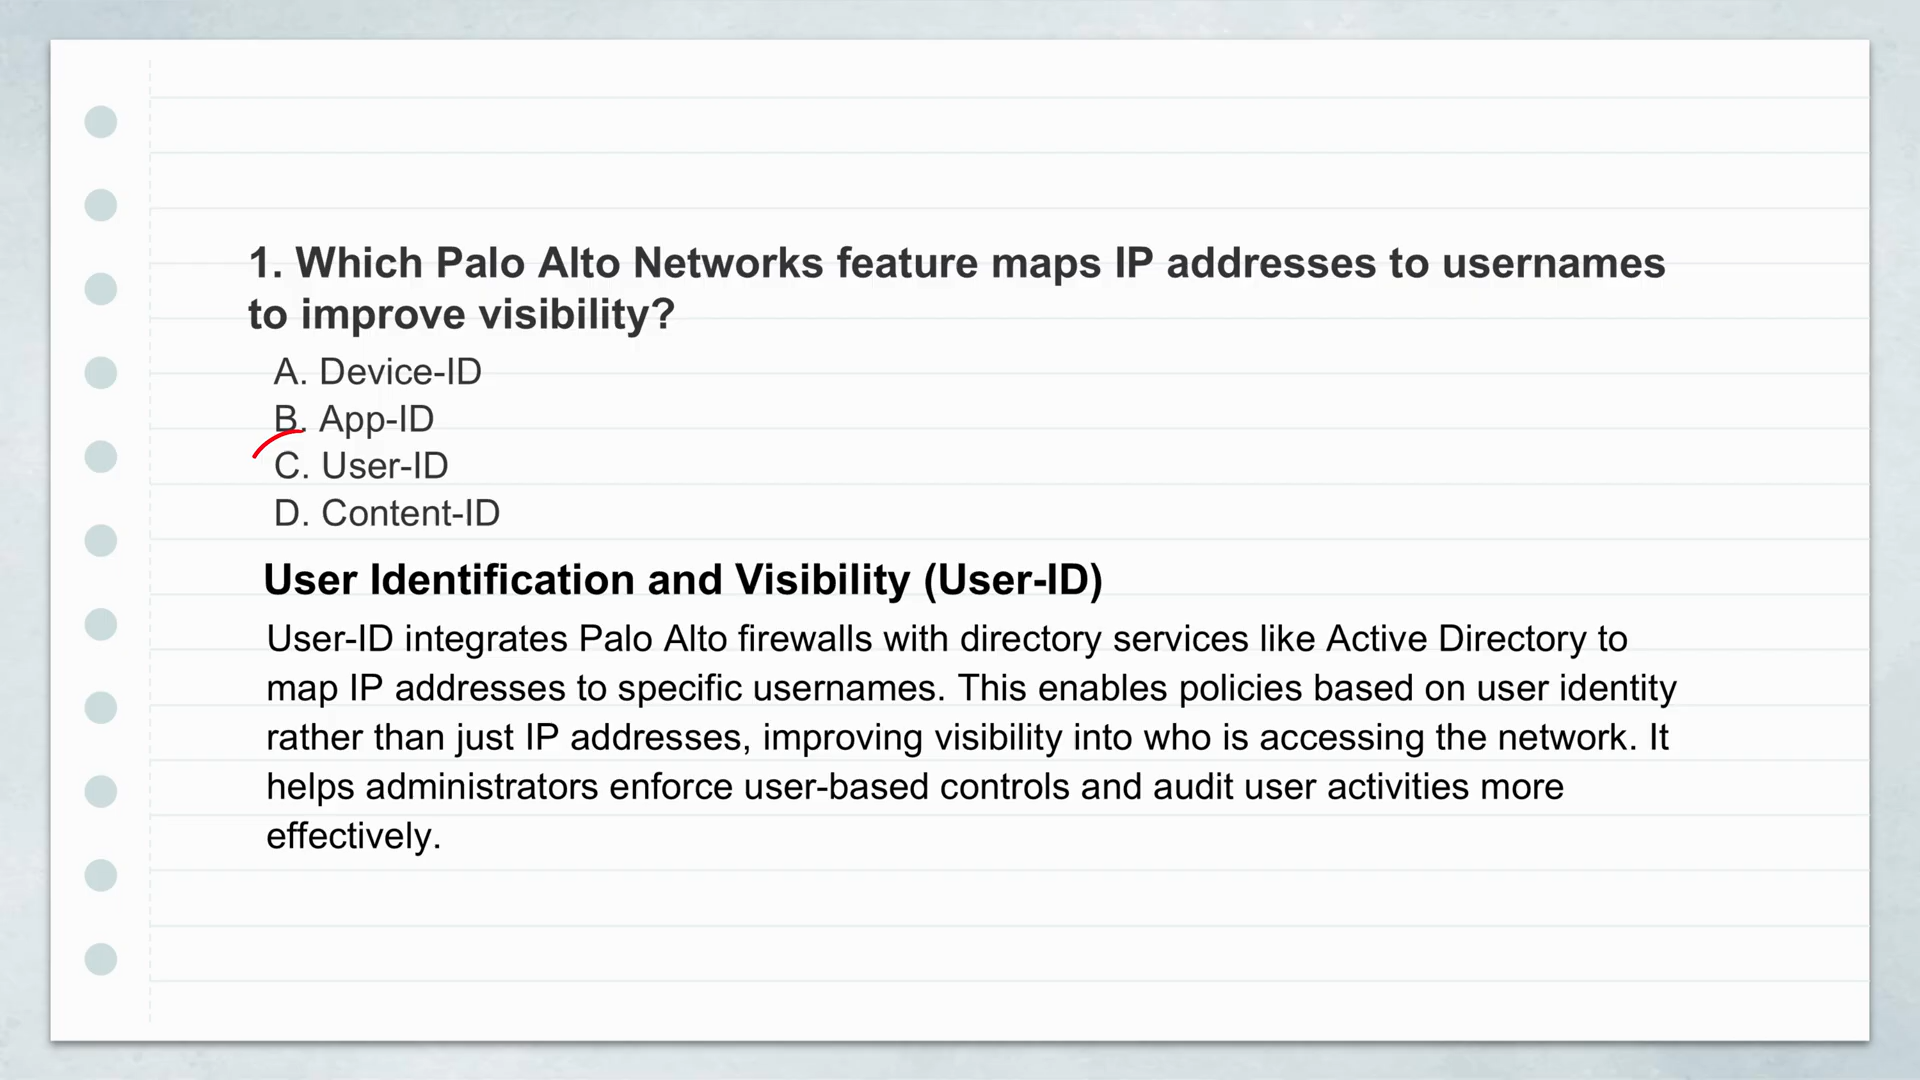 1. Which Palo Alto Networks feature maps IP addresses to usernames
to improve visibility?
A. Device-ID
B. App-ID
C. User-ID
D. Content-ID
User Identification and Visibility (User-ID)
User-ID integrates Palo Alto firewalls with directory services like Active Directory to
map IP addresses to specific usernames. This enables policies based on user identity
rather than just IP addresses, improving visibility into who is accessing the network. It
helps administrators enforce user-based controls and audit user activities more
effectively.